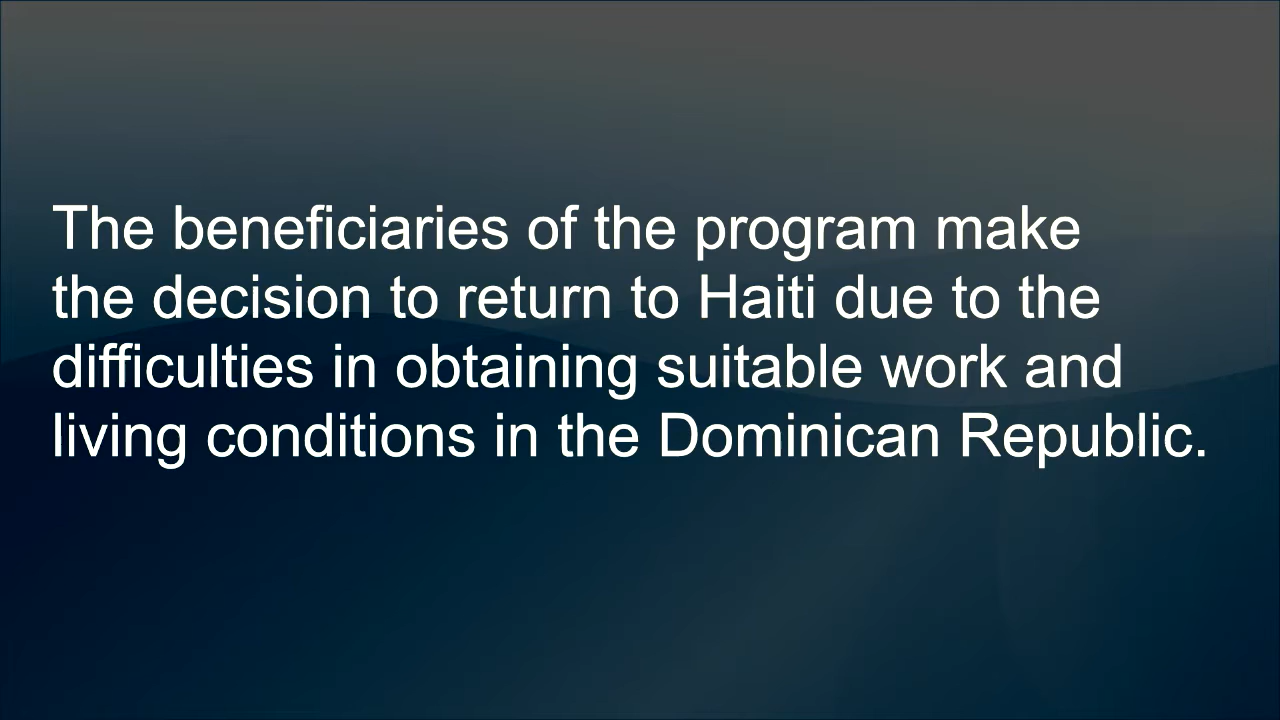 The beneficiaries of the program make
the decision to return to Haiti due to the
difficulties in obtaining suitable work and
living conditions in the Dominican Republic.